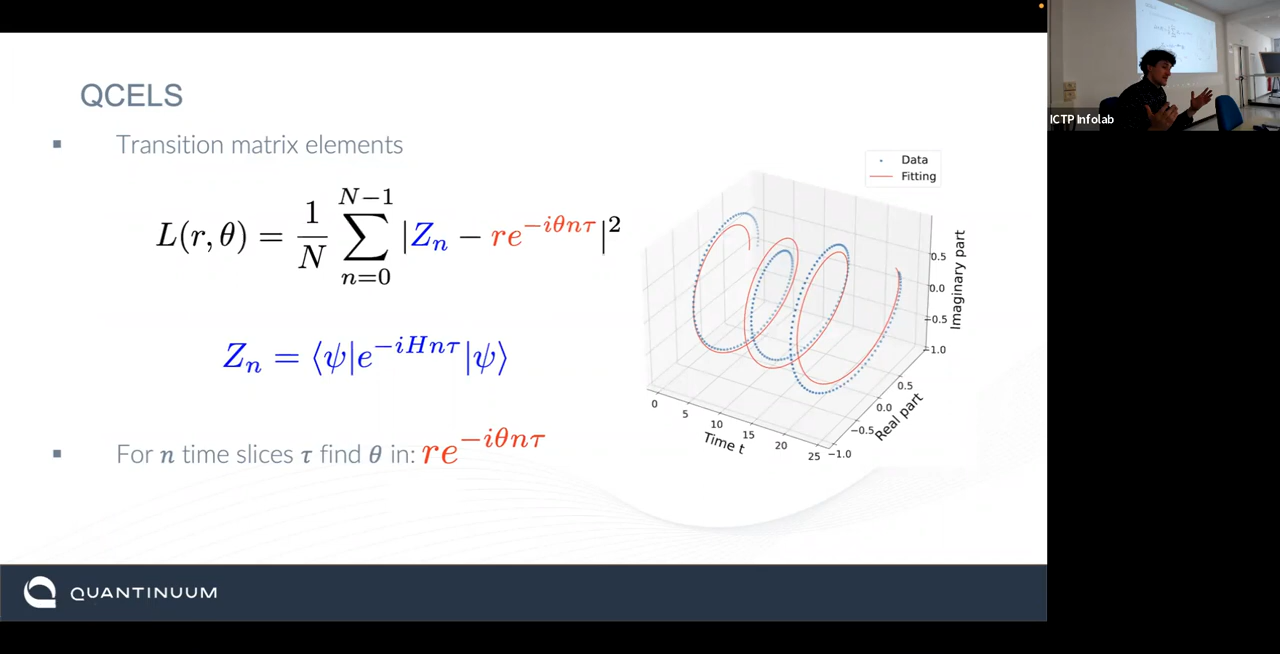 QCELS
▪ Transition matrix elements
L(r, θ) = \frac{1}{N} \sum_{n=0}^{N-1} |Z_n − re^{−iθnτ}|^2
Z_n = ⟨ψ|e^{−iHnτ}|ψ⟩
▪ For n time slices τ find θ in: re^{−iθnτ}
Data
Fitting
0.5
0.0
−0.5
−1.0
Imaginary part
0.5
0.0
−0.5
−1.0
Real part
0
5
10
15
20
25
Time t
QUANTINUUM
ICTP Infolab